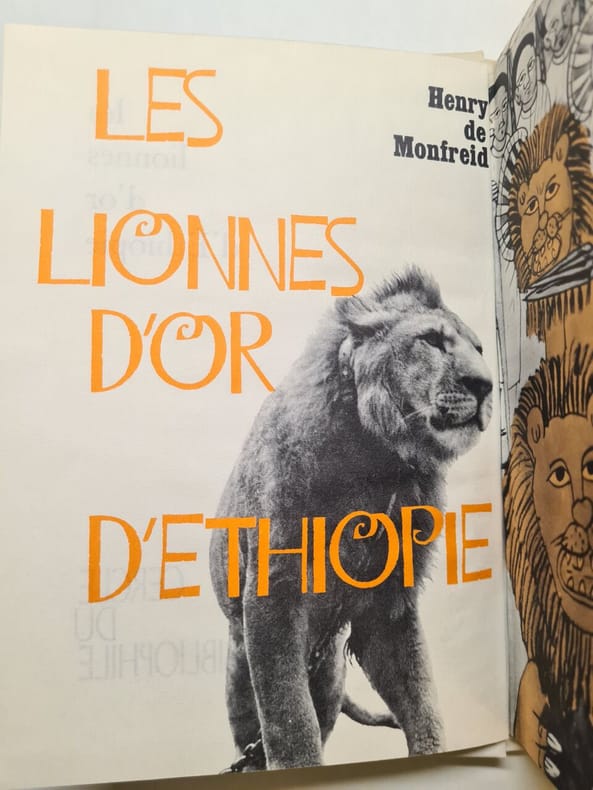 LES
Henry
de
Monfreid
LIONNES
D'OR
D'ETHIOPIE